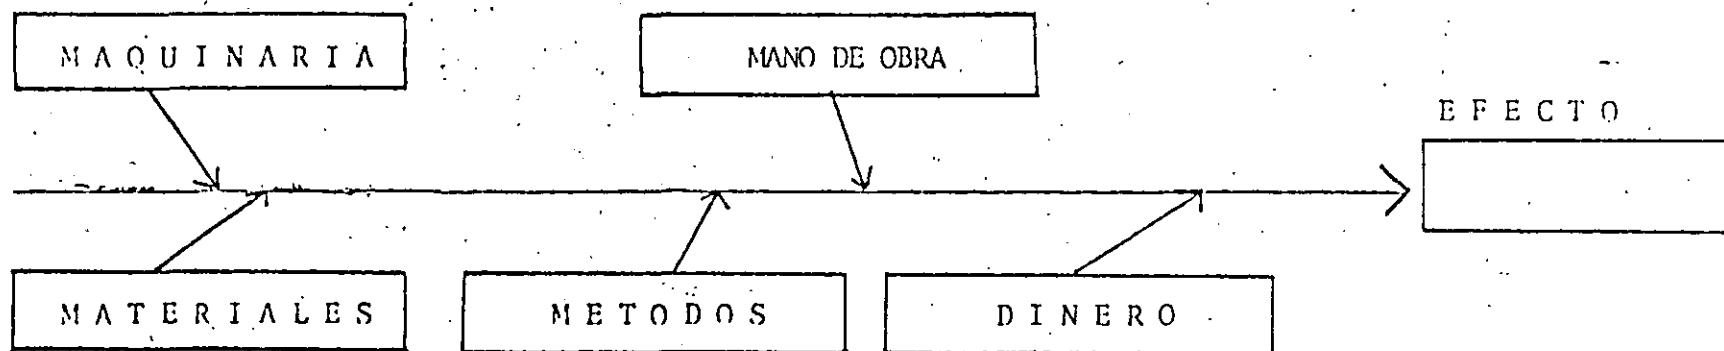 MAQUINARIA
MANO DE OBRA
EFECTO
MATERIALES
METODOS
DINERO